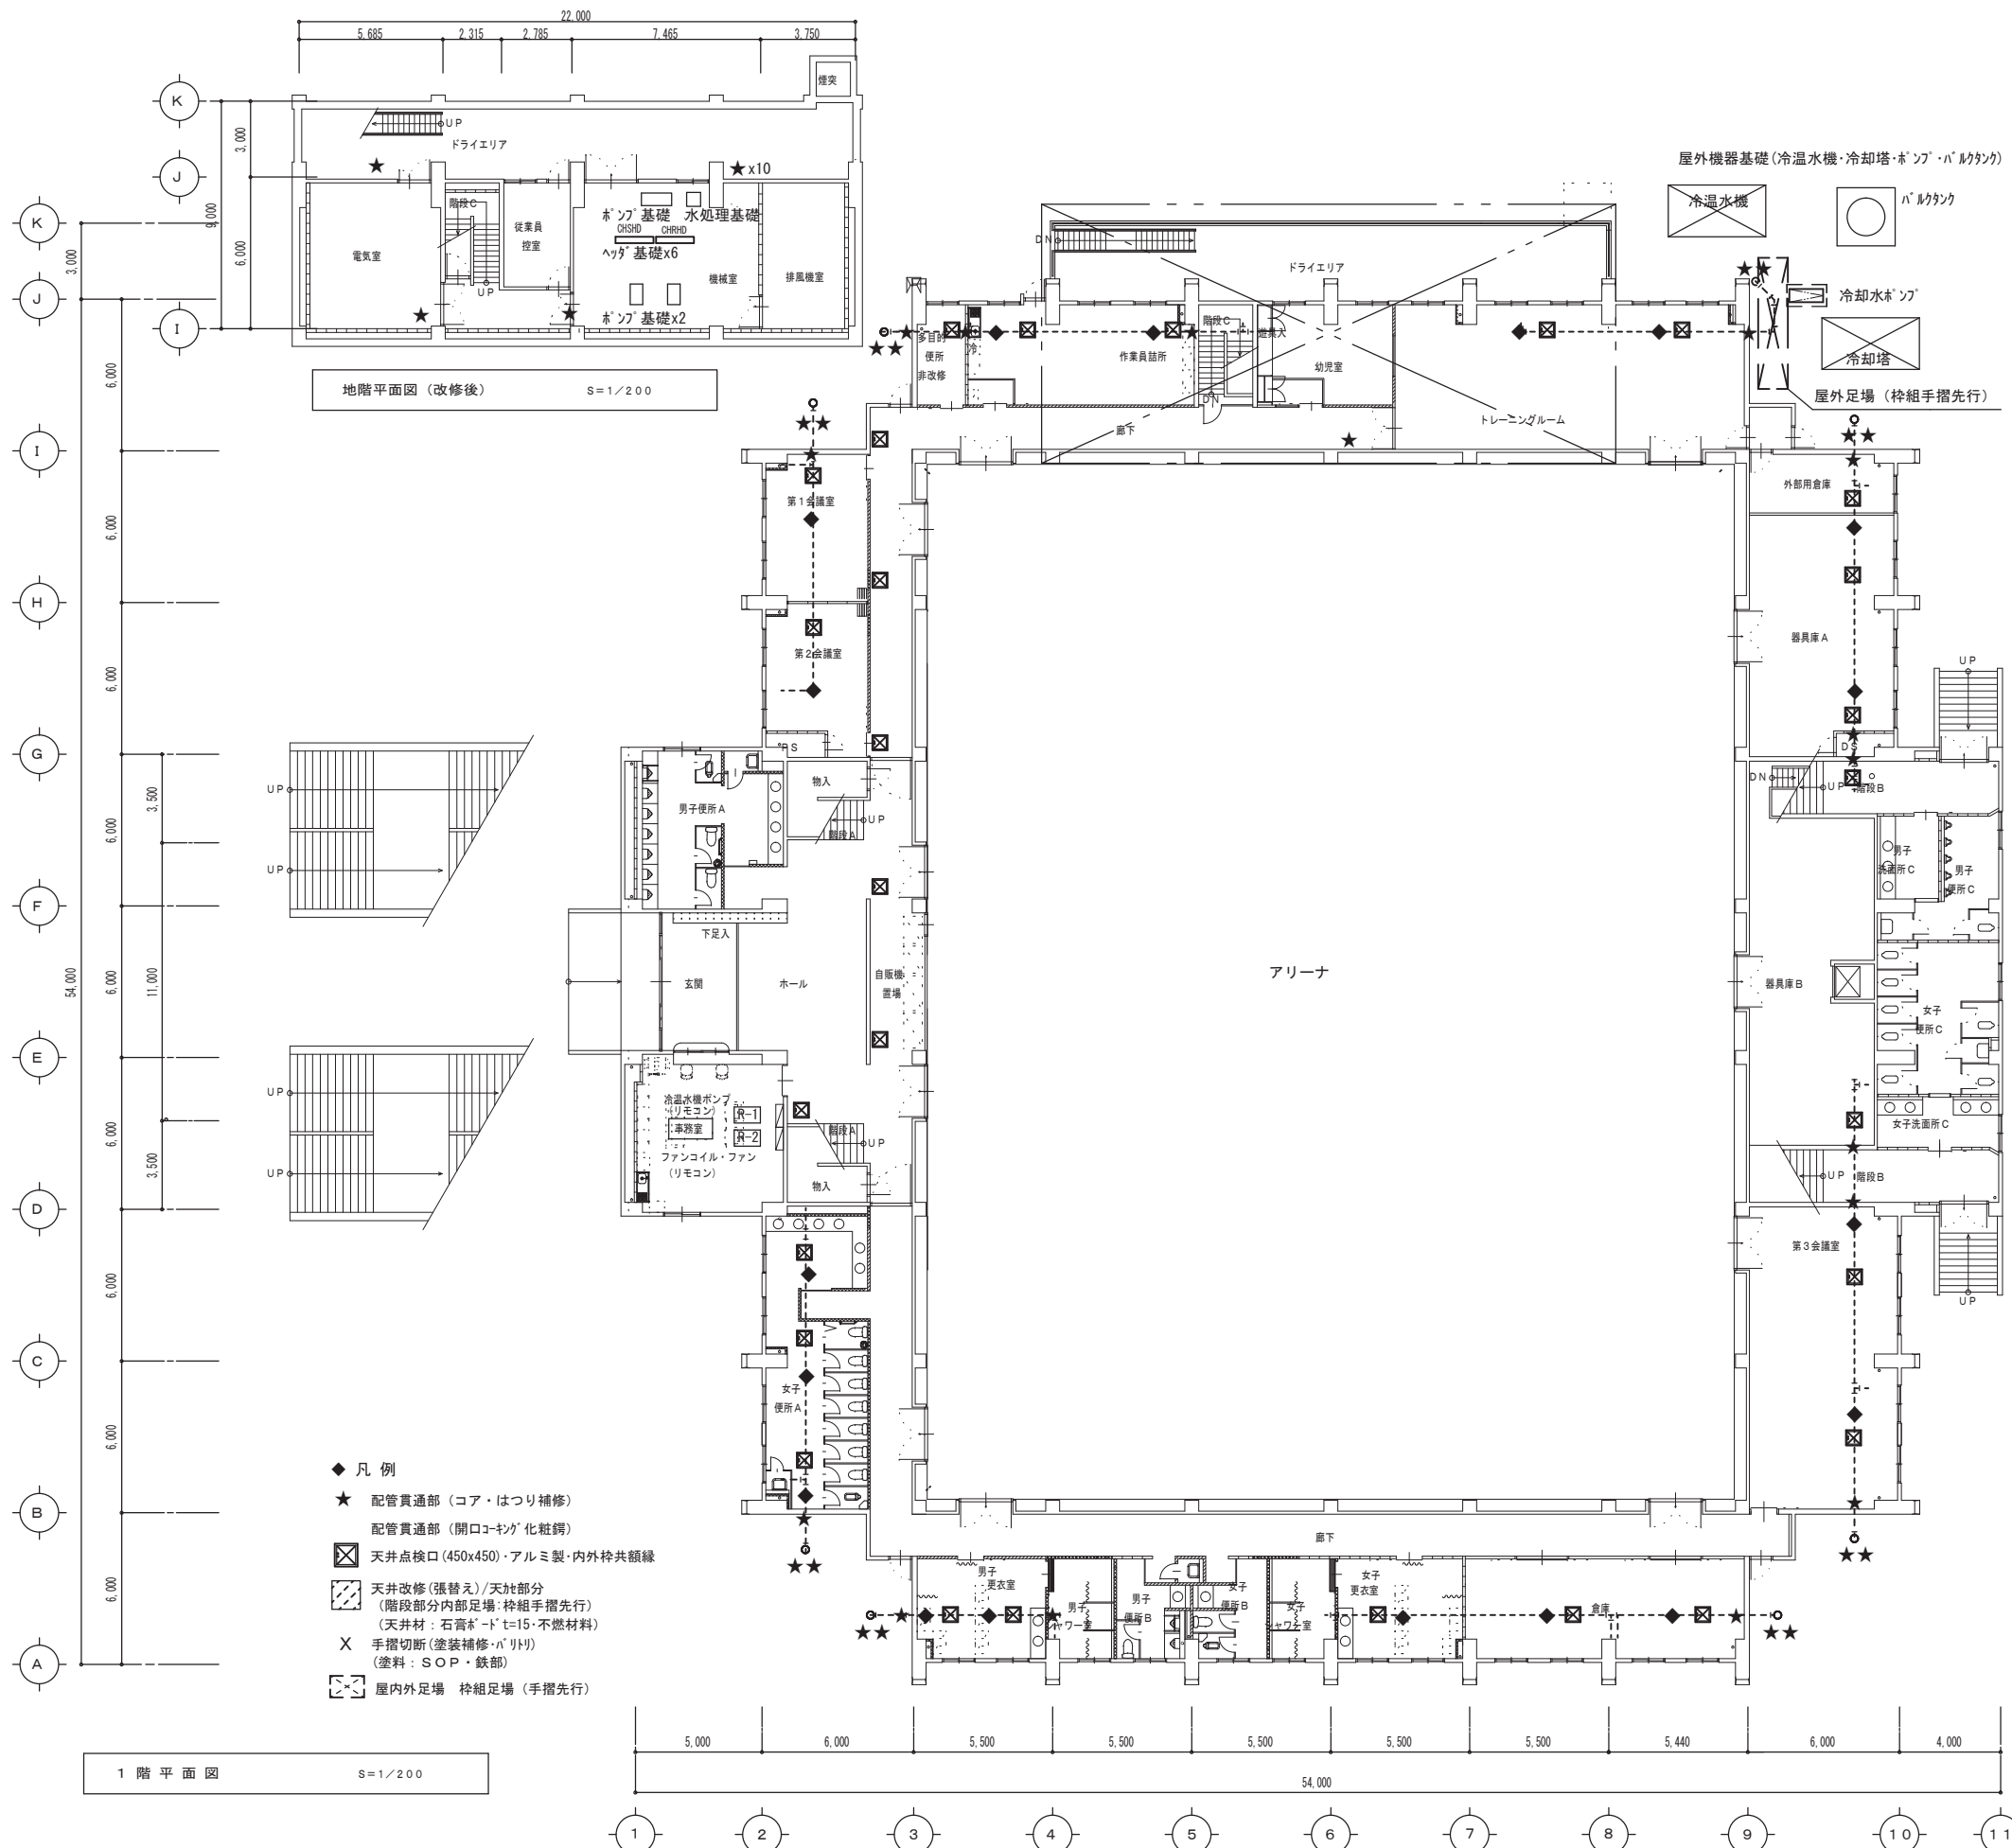 22,000
5,685
2,315
2,785
7,465
3,750
煙突
K
J
I
3,000
9,000
6,000
UP
ドライエリア
★x10
階段C
従業員
控室
電気室
UP
ポンプ基礎 水処理基礎
CHSHD
CHRHD
ヘッダ基礎x6
機械室
排風機室
ポンプ基礎x2
地階平面図(改修後) S=1/200
屋外機器基礎(冷温水機・冷却塔・ポンプ・バルクタンク)
冷温水機
バルクタンク
冷却水ポンプ
冷却塔
屋外足場(枠組手摺先行)
K
J
I
H
G
F
E
D
C
B
A
3,000
6,000
6,000
6,000
6,000
6,000
6,000
6,000
6,000
6,000
54,000
3,500
11,000
3,500
DN
ドライエリア
多目的
便所
非改修
冷
作業員詰所
階段C
DN
遊具入
幼児室
トレーニングルーム
廊下
外部用倉庫
第1会議室
第2会議室
PS
器具庫A
UP
DS
DN
UP
階段B
物入
男子便所A
UP
階段A
UP
UP
男子
洗面所C
男子
便所C
下足入
玄関
ホール
自販機
置場
アリーナ
器具庫B
女子
便所C
UP
UP
冷温水機ポンプ
(リモコン)
R-1
事務室
R-2
ファンコイル・ファン
(リモコン)
階段A
UP
物入
女子洗面所C
UP
階段B
第3会議室
UP
女子
便所A
廊下
男子
更衣室
男子
シャワー室
男子
便所B
女子
便所B
女子
シャワー室
女子
更衣室
倉庫
◆ 凡 例
★ 配管貫通部(コア・はつり補修)
配管貫通部(開口コーキング化粧鍔)
天井点検口(450x450)・アルミ製・内外枠共額縁
天井改修(張替え)/天加部分
(階段部分内部足場:枠組手摺先行)
(天井材:石膏ボードt=15・不燃材料)
X 手摺切断(塗装補修・バリトリ)
(塗料:SOP・鉄部)
屋内外足場 枠組足場(手摺先行)
5,000
6,000
5,500
5,500
5,500
5,500
5,500
5,440
6,000
4,000
54,000
1階平面図 S=1/200
1
2
3
4
5
6
7
8
9
10
11